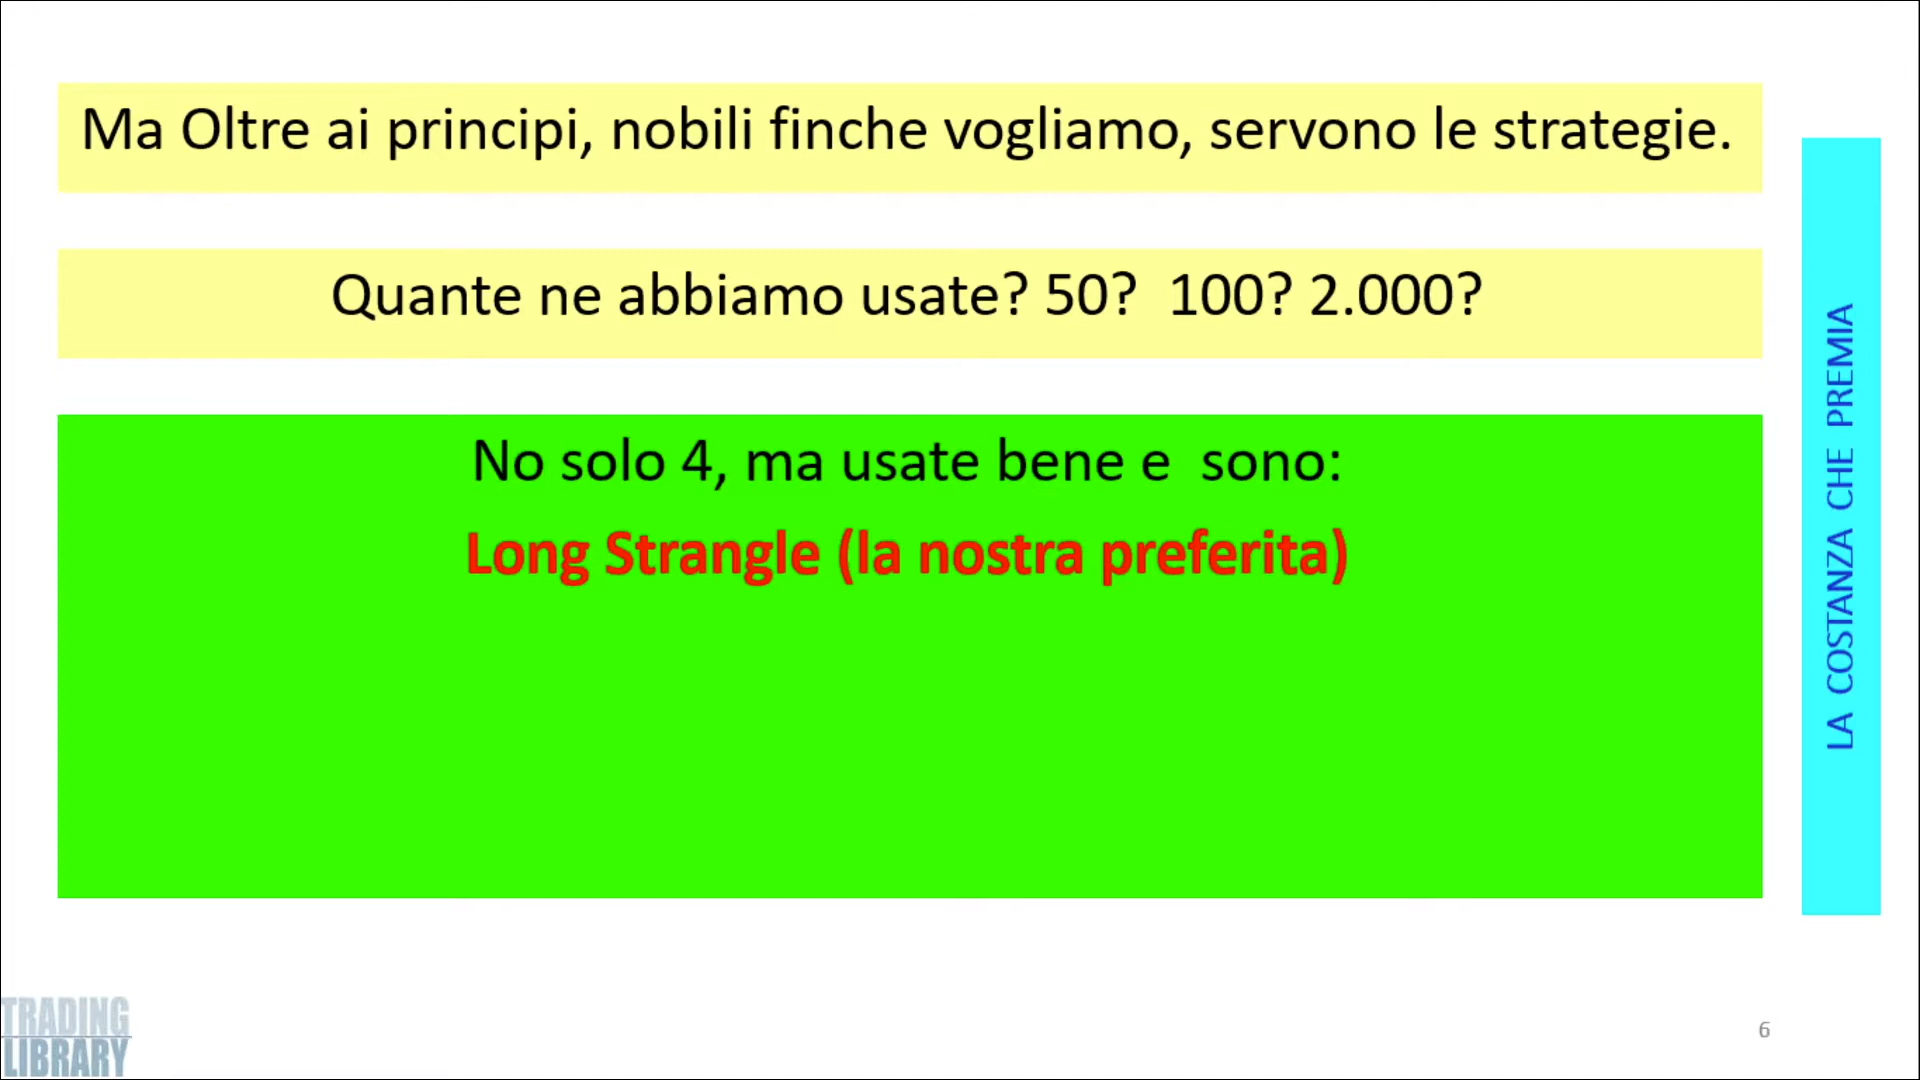 Ma Oltre ai principi, nobili finche vogliamo, servono le strategie.
Quante ne abbiamo usate? 50?  100? 2.000?
No solo 4, ma usate bene e  sono:
Long Strangle (la nostra preferita)
LA COSTANZA CHE PREMIA
TRADING
LIBRARY
6